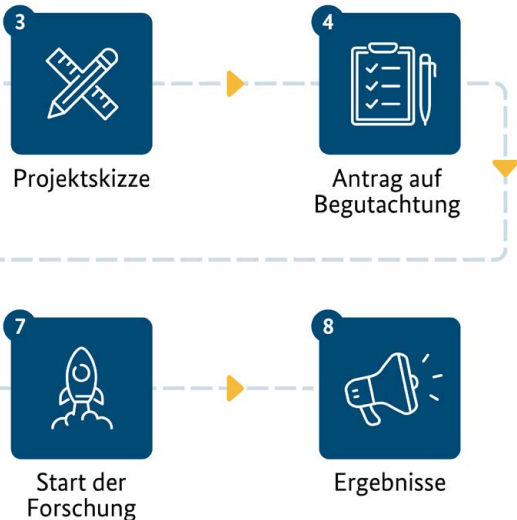 3
Projektskizze
4
Antrag auf
Begutachtung
7
Start der
Forschung
8
Ergebnisse